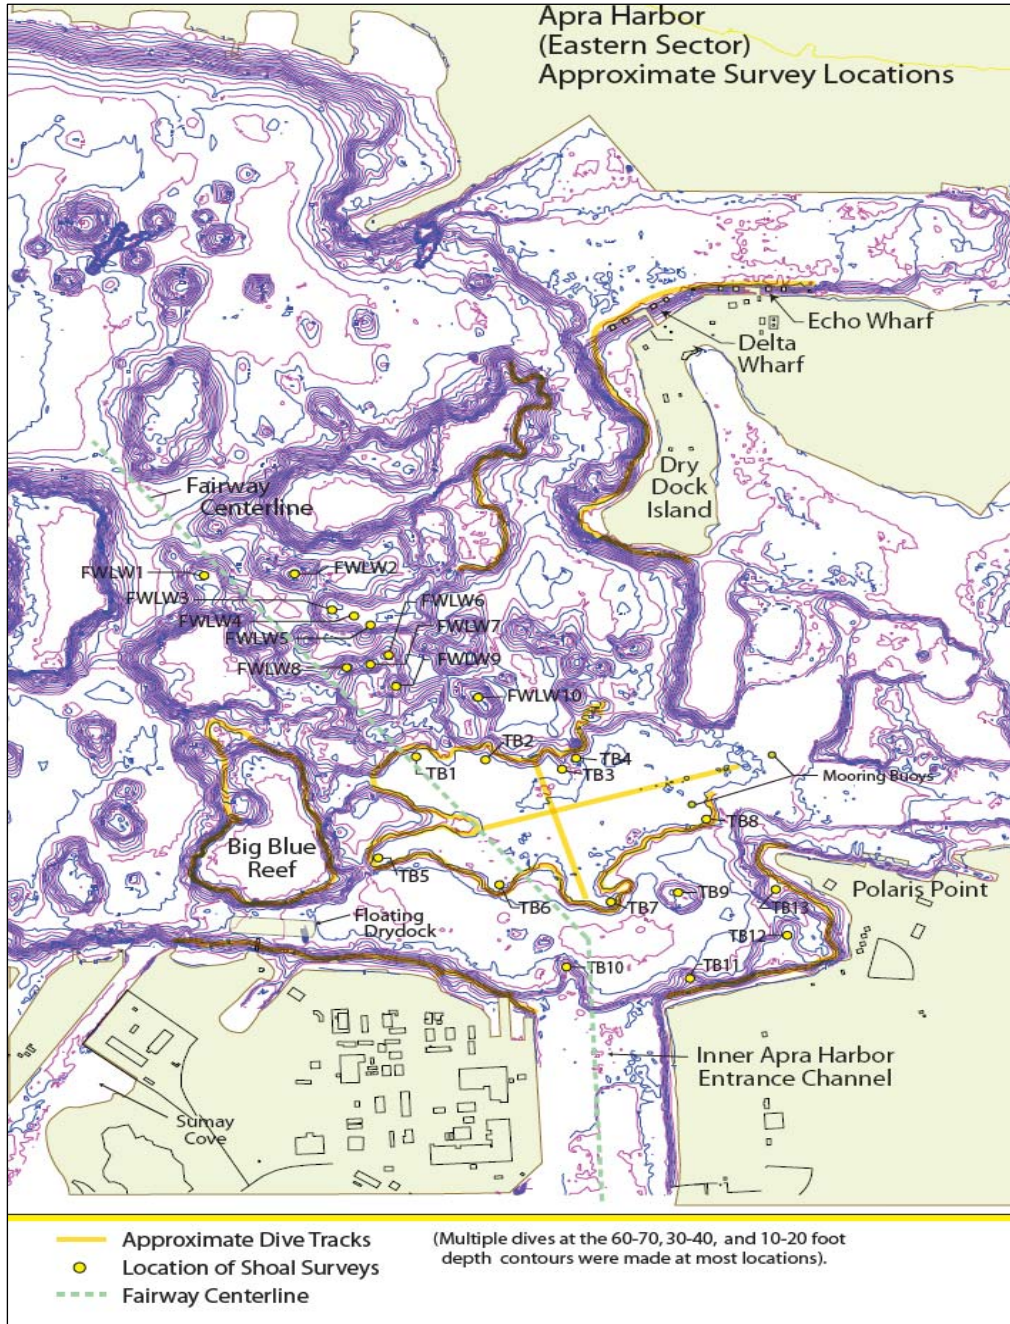 Apra Harbor
(Eastern Sector)
Approximate Survey Locations
Echo Wharf
Delta
Wharf
Dry
Dock
Island
Fairway
Centerline
FWLW1
FWLW2
FWLW3
FWLW6
FWLW4
FWLW7
FWLW5
FWLW9
FWLW8
FWLW10
TB2
TB4
TB1
TB3
Mooring Buoys
TB8
Big Blue
Reef
TB5
Polaris Point
TB9
TB13
TB6
TB7
Floating
Drydock
TB12
TB10
TB11
Inner Apra Harbor
Entrance Channel
Sumay
Cove
Approximate Dive Tracks
(Multiple dives at the 60-70, 30-40, and 10-20 foot
depth contours were made at most locations).
Location of Shoal Surveys
Fairway Centerline